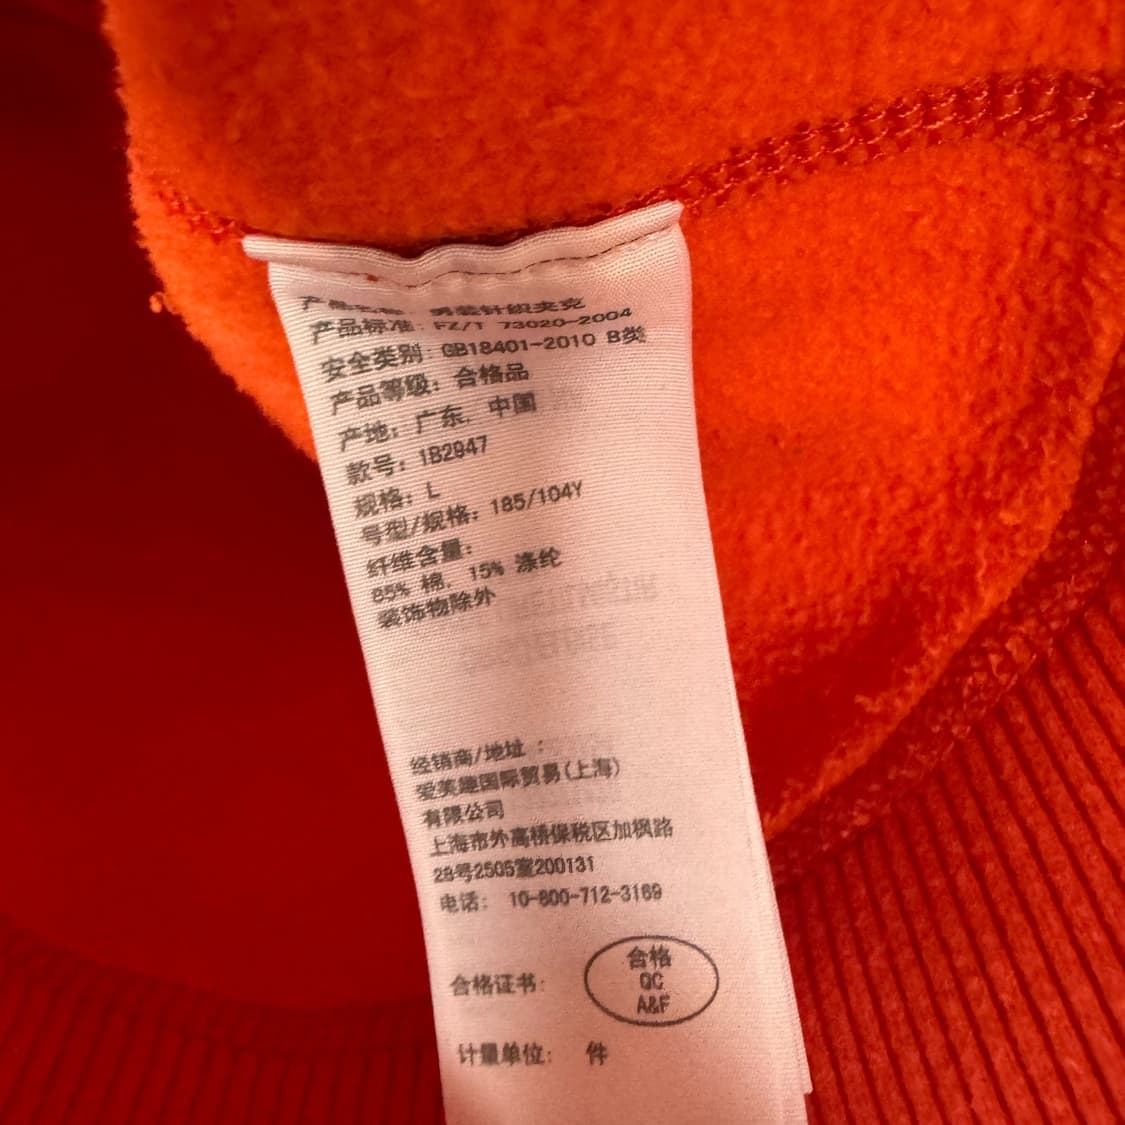 产品名称: 男装针织夹克
产品标准: FZ/T 73020-2004
安全类别: GB18401-2010 B类
产品等级: 合格品
产地: 广东, 中国
款号: 1B2947
规格: L
号型/规格: 185/104Y
纤维含量:
85% 棉, 15% 涤纶
装饰物除外
经销商/地址 :
爱芙趣国际贸易(上海)
有限公司
上海市外高桥保税区加枫路
28号2505室200131
电话: 10-800-712-3169
合格证书:
合格
QC
A&F
计量单位: 件